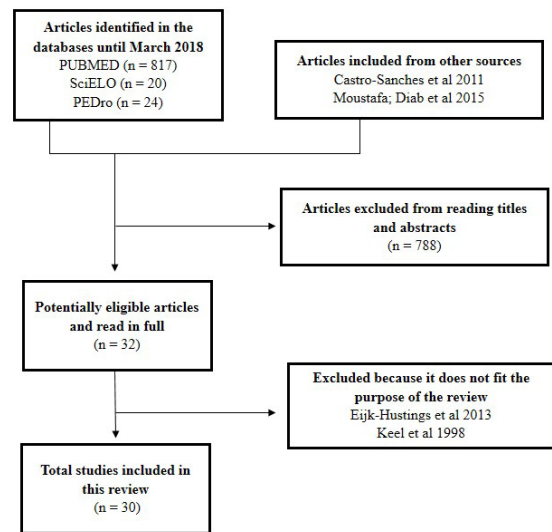 Articles identified in the
databases until March 2018
PUBMED (n = 817)
SciELO (n = 20)
PEDro (n = 24)
Articles included from other sources
Castro-Sanches et al 2011
Moustafa; Diab et al 2015
Articles excluded from reading titles
and abstracts
(n = 788)
Potentially eligible articles
and read in full
(n = 32)
Excluded because it does not fit the
purpose of the review
Eijk-Hustings et al 2013
Keel et al 1998
Total studies included in
this review
(n = 30)